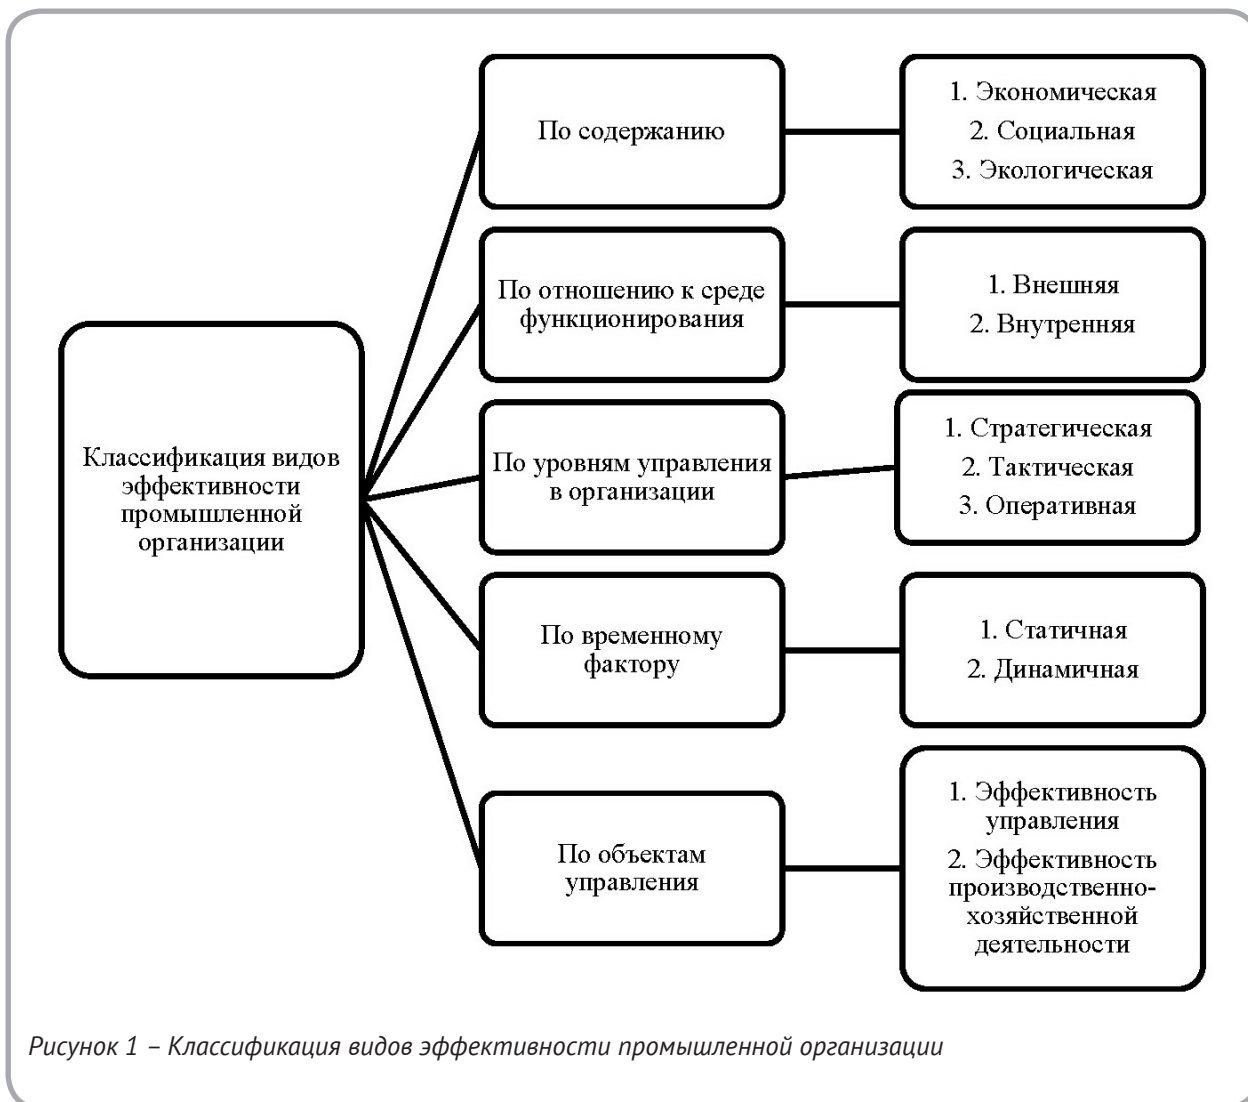 По содержанию
1. Экономическая
2. Социальная
3. Экологическая
По отношению к среде
функционирования
1. Внешняя
2. Внутренняя
Классификация видов
эффективности
промышленной
организации
По уровням управления
в организации
1. Стратегическая
2. Тактическая
3. Оперативная
По временному
фактору
1. Статичная
2. Динамичная
По объектам
управления
1. Эффективность
управления
2. Эффективность
производственно-
хозяйственной
деятельности
Рисунок 1 – Классификация видов эффективности промышленной организации